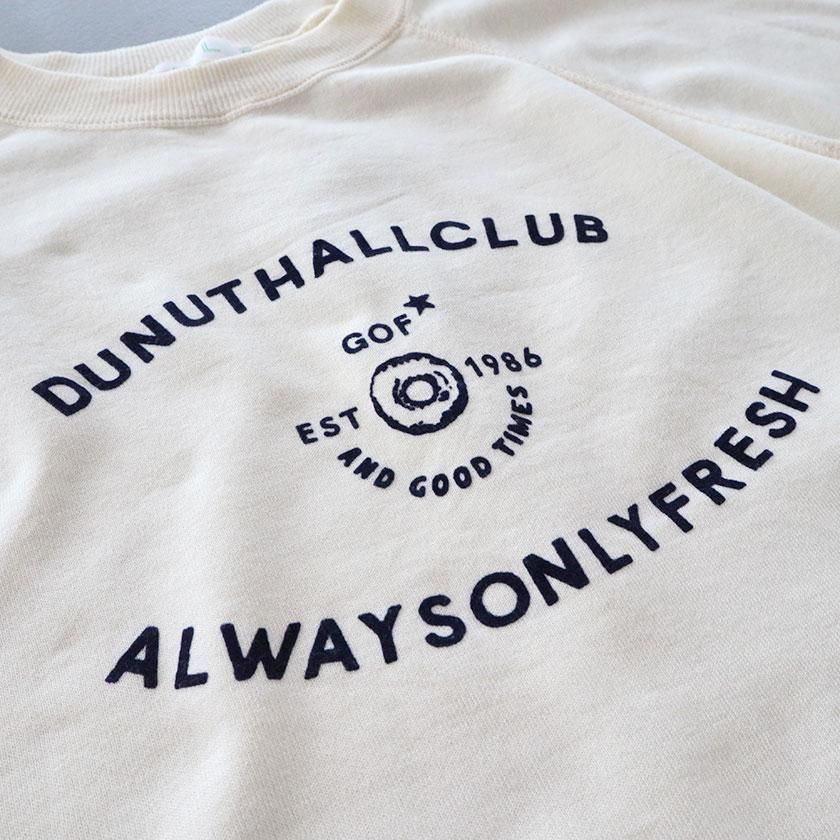 DUNUTHALLCLUB
GOF★
EST 1986
AND GOOD TIMES
ALWAYSONLYFRESH